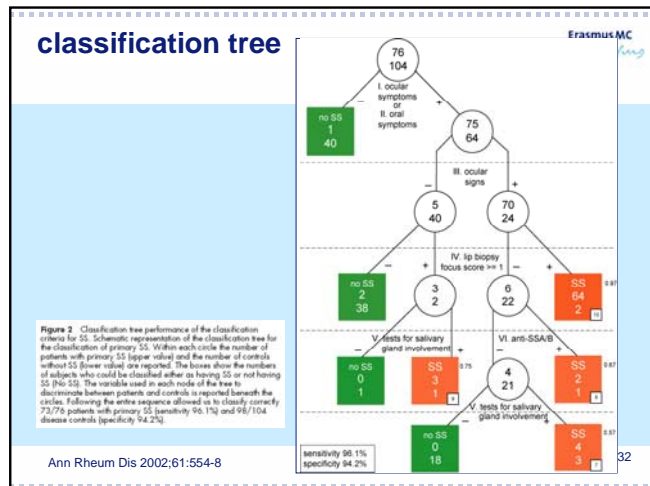 classification tree
Erasmus MC
76
104
I. ocular
symptoms
or
II. oral
symptoms
–
+
no SS
1
40
75
64
III. ocular
signs
–
+
5
40
70
24
IV. lip biopsy
focus score >= 1
–
+
–
+
no SS
2
38
3
2
6
22
SS
64
2
0.97
V. tests for salivary
gland involvement
–
+
VI. anti-SSA/B
–
+
no SS
0
1
SS
3
1
0.75
4
21
SS
2
1
0.67
V. tests for salivary
gland involvement
–
+
no SS
0
18
SS
4
3
0.57
7
sensitivity 96.1%
specificity 94.2%
Figure 2 Classification tree performance of the classification
criteria for SS. Schematic representation of the classification tree for
the classification of primary SS. Within each circle the number of
patients with primary SS (upper value) and the number of controls
without SS (lower value) are reported. The boxes show the numbers
of subjects who could be classified either as having SS or not having
SS (No SS). The variable used in each node of the tree to
discriminate between patients and controls is reported beneath the
circles. Following the entire sequence allowed us to classify correctly
73/76 patients with primary SS (sensitivity 96.1%) and 98/104
disease controls (specificity 94.2%).
Ann Rheum Dis 2002;61:554-8
32